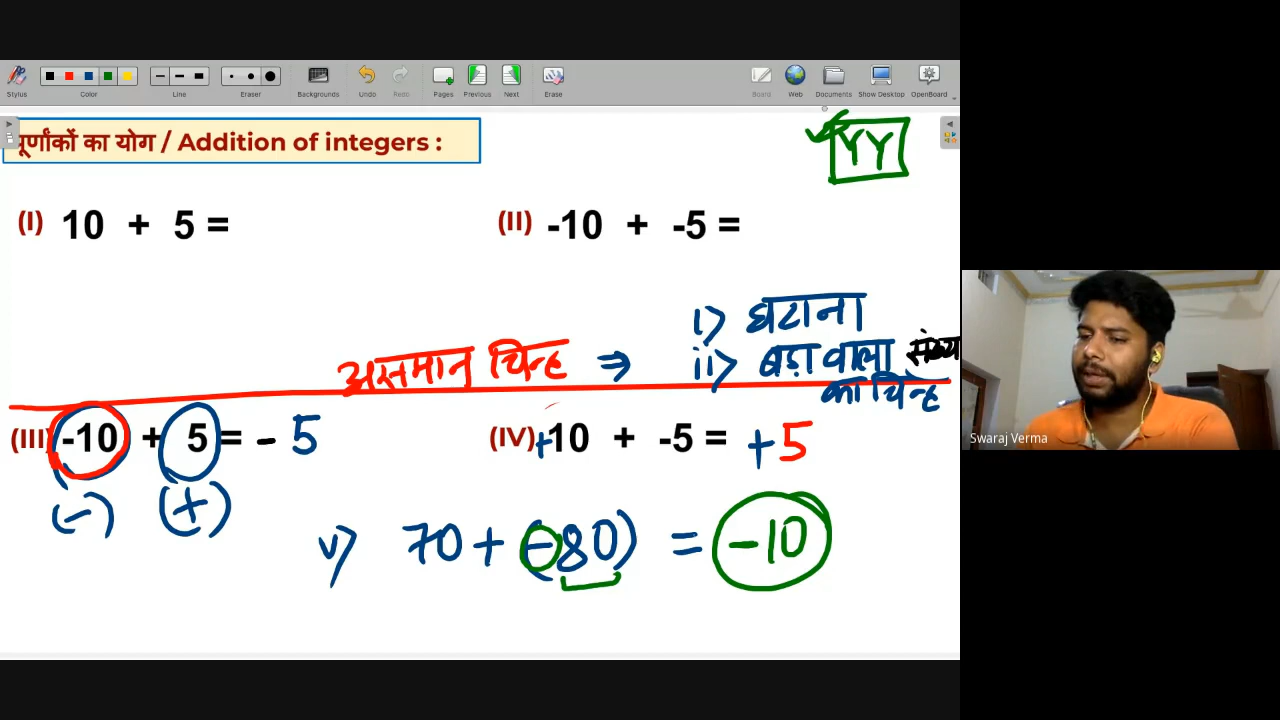 Stylus Color Line Eraser Backgrounds Undo Redo Pages Previous Next Erase Board Web Documents Show Desktop OpenBoard
पूर्णांकों का योग / Addition of integers :
YY
(I) 10 + 5 =
(II) -10 + -5 =
i> घटाना
असमान चिन्ह ⇒ ii> बड़ा वाला संख्या
का चिन्ह
(III) -10 + 5 = - 5
(IV) +10 + -5 = +5
(-) (+)
v> 70 + (-80) = -10
Swaraj Verma